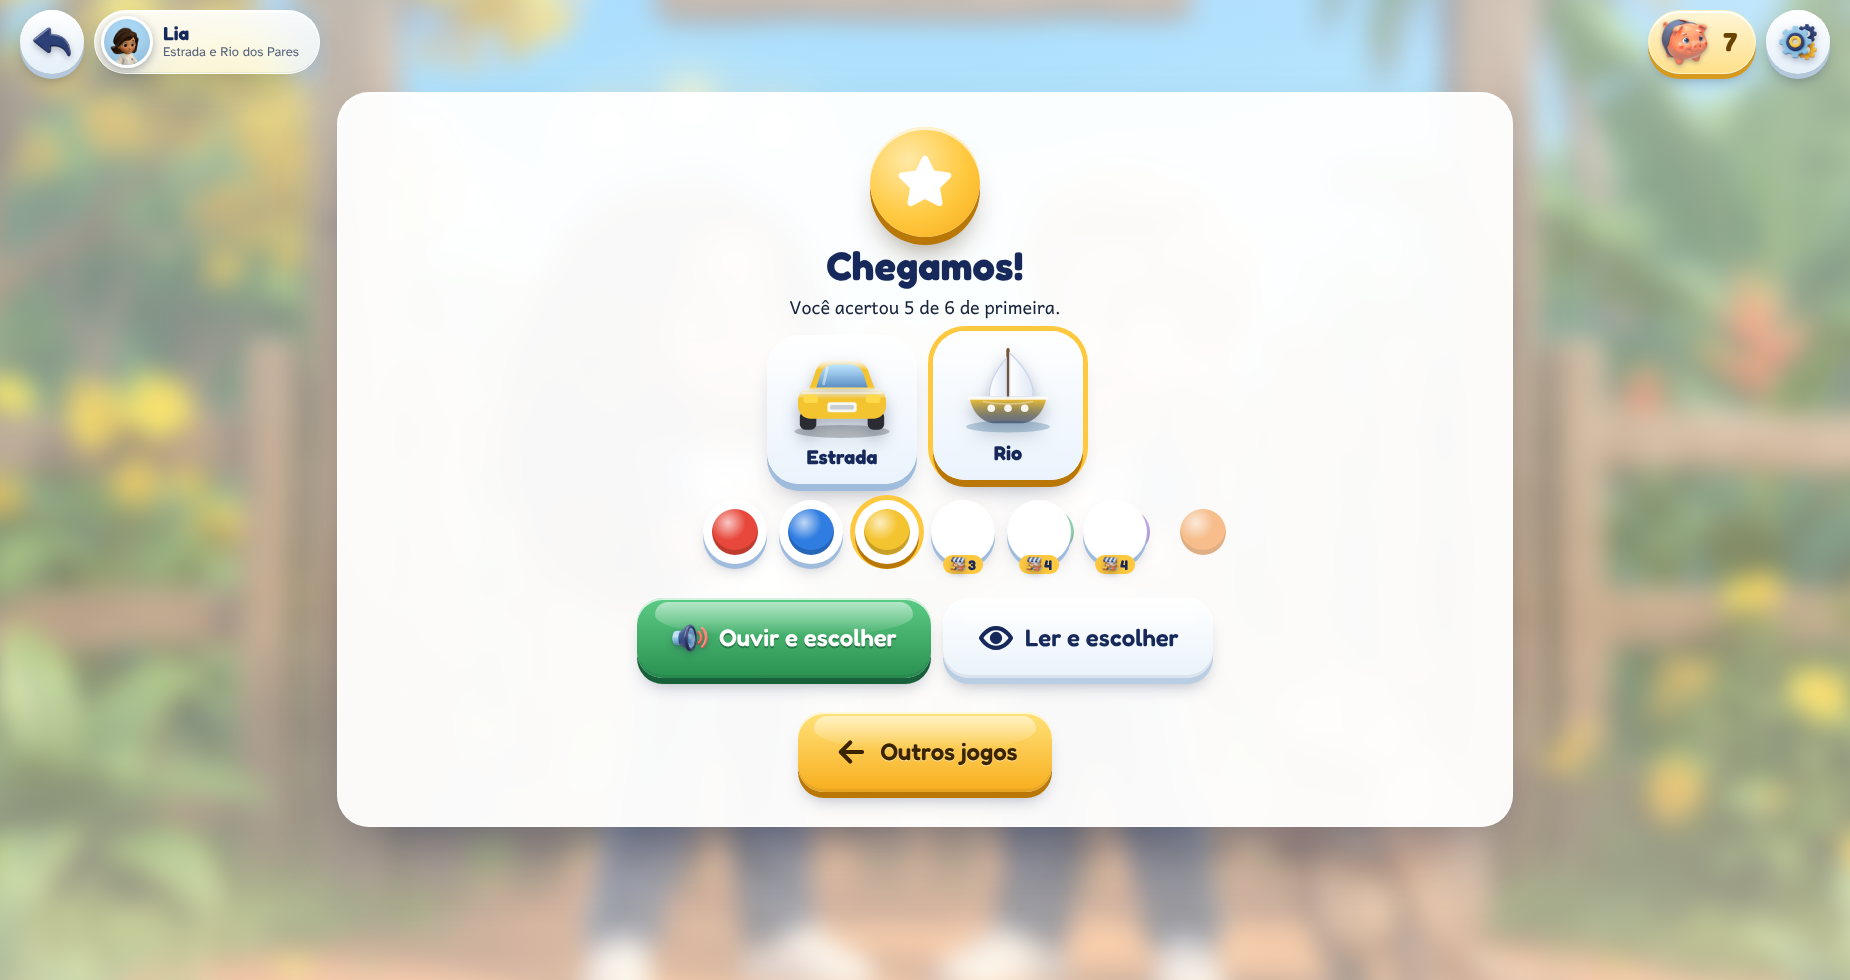 Lia
Estrada e Rio dos Pares
7
Chegamos!
Você acertou 5 de 6 de primeira.
Estrada
Rio
3
4
4
Ouvir e escolher
Ler e escolher
Outros jogos